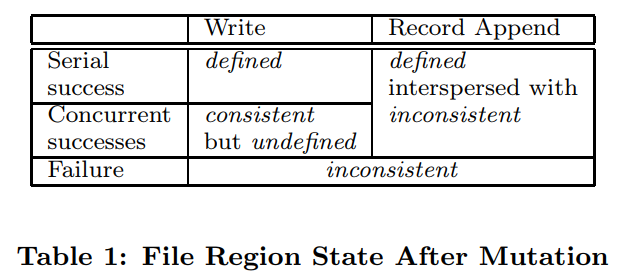 Write Record Append
Serial defined defined
success interspersed with
Concurrent consistent inconsistent
successes but undefined
Failure inconsistent
Table 1: File Region State After Mutation